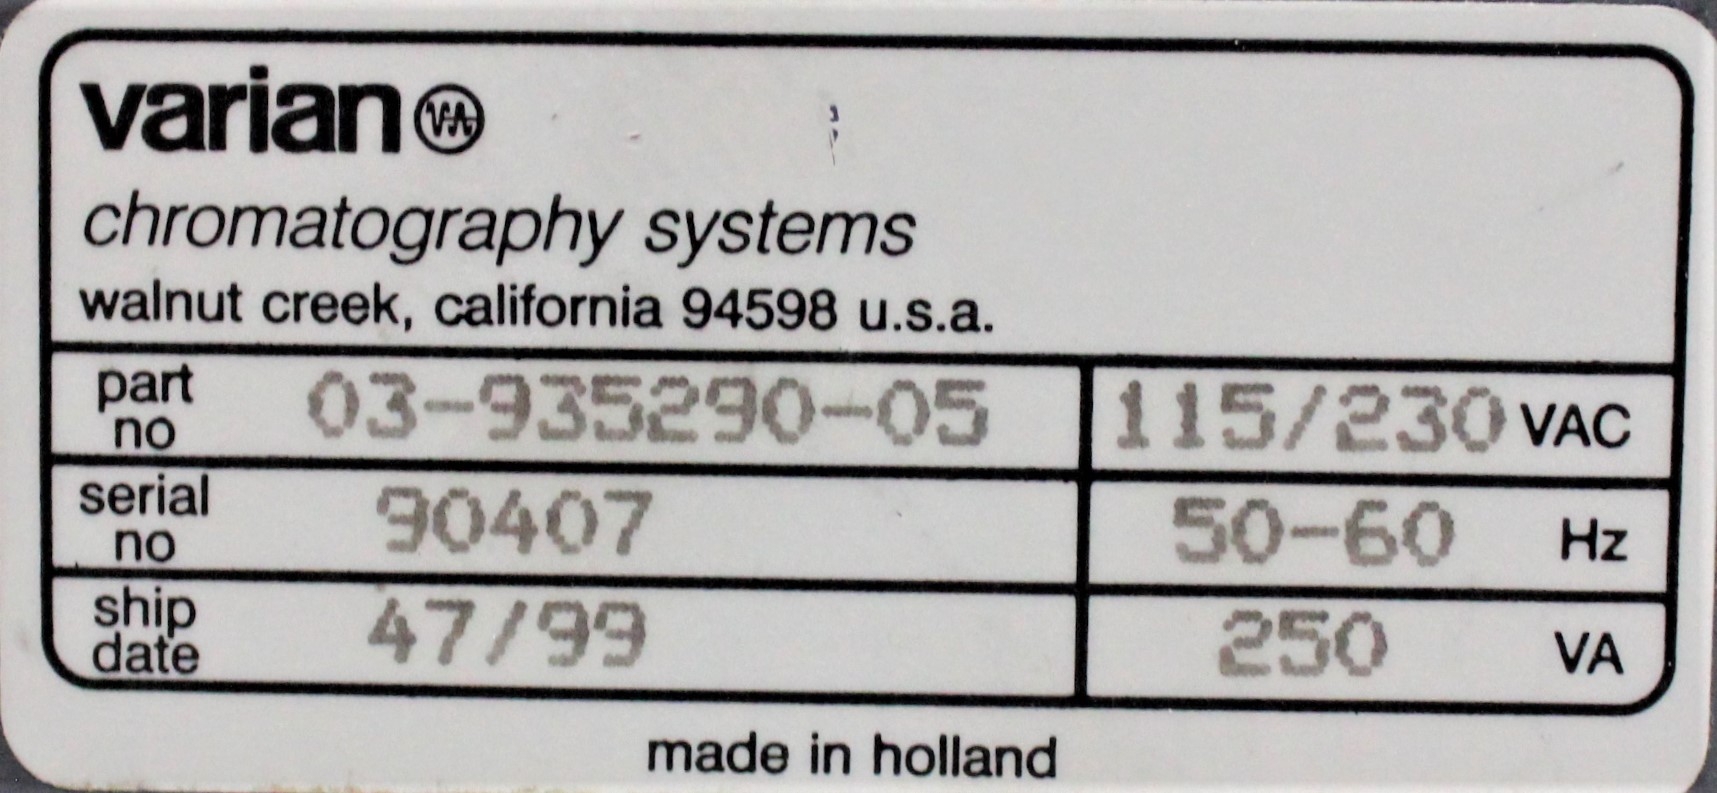 varian VA
chromatography systems
walnut creek, california 94598 u.s.a.
part no 03-935290-05 115/230 VAC
serial no 90407 50-60 Hz
ship date 47/99 250 VA
made in holland